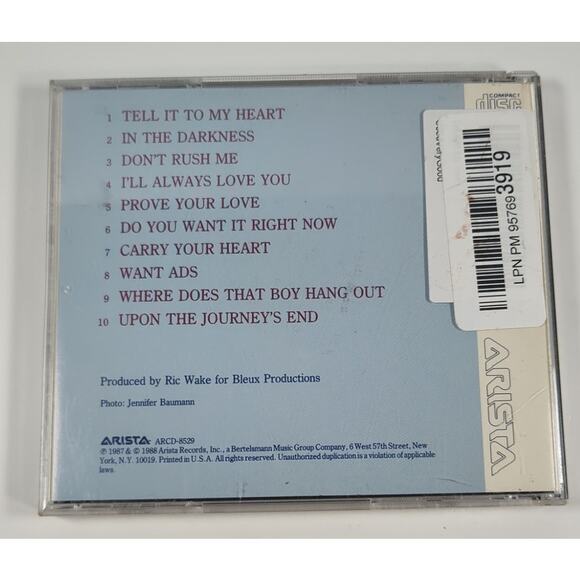 1 TELL IT TO MY HEART
2 IN THE DARKNESS
3 DON'T RUSH ME
4 I'LL ALWAYS LOVE YOU
5 PROVE YOUR LOVE
6 DO YOU WANT IT RIGHT NOW
7 CARRY YOUR HEART
8 WANT ADS
9 WHERE DOES THAT BOY HANG OUT
10 UPON THE JOURNEY'S END
Produced by Ric Wake for Bleux Productions
Photo: Jennifer Baumann
ARISTA ARCD-8529
℗ 1987 & © 1988 Arista Records, Inc., a Bertelsmann Music Group Company, 6 West 57th Street, New
York, N.Y. 10019. Printed in U.S.A. All rights reserved. Unauthorized duplication is a violation of applicable
laws.
COMPACT
disc
LPN PM 957693919
ARISTA